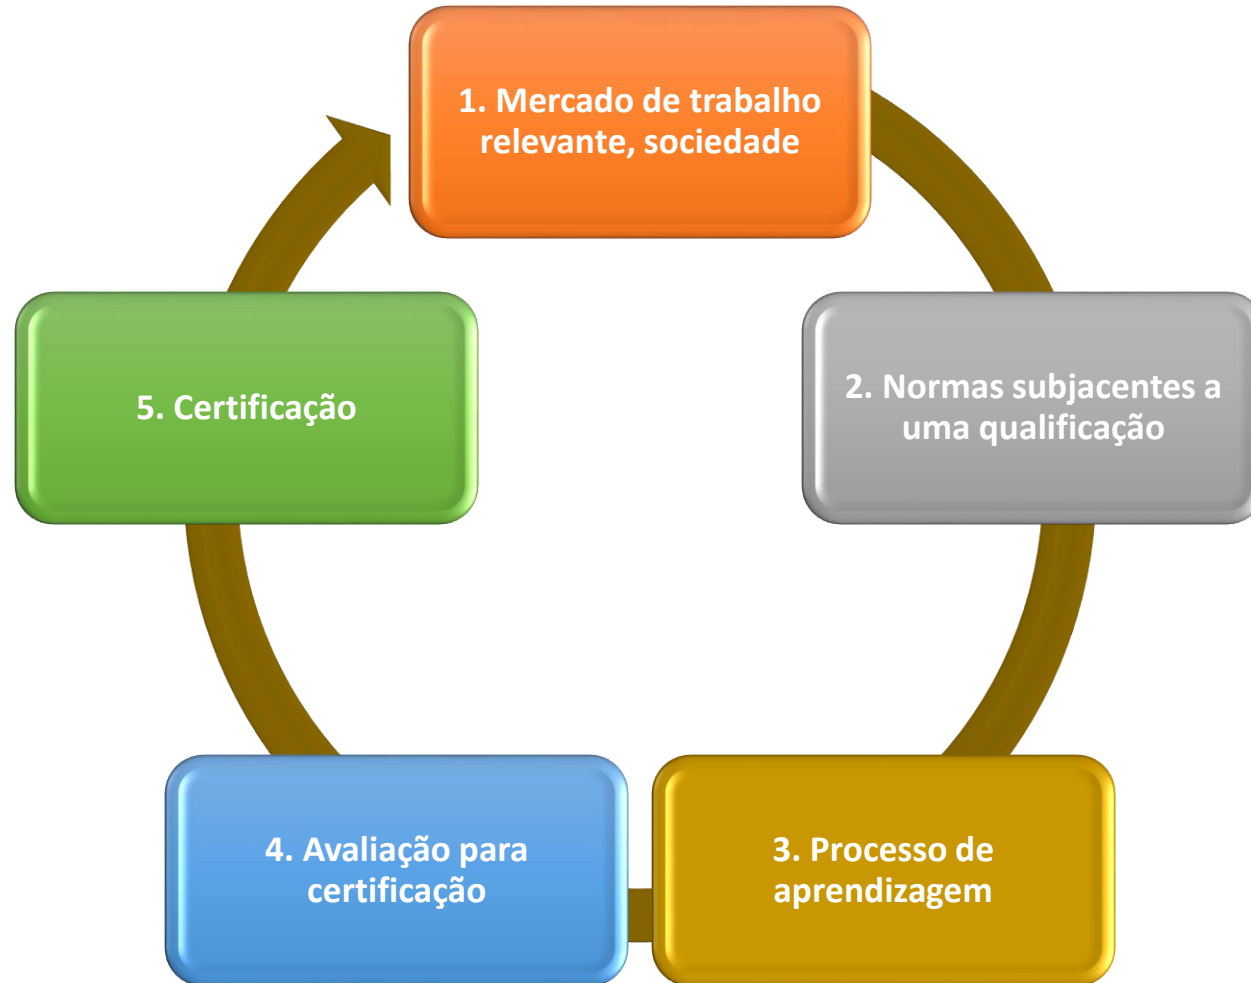 1. Mercado de trabalho
relevante, sociedade
2. Normas subjacentes a
uma qualificação
3. Processo de
aprendizagem
4. Avaliação para
certificação
5. Certificação